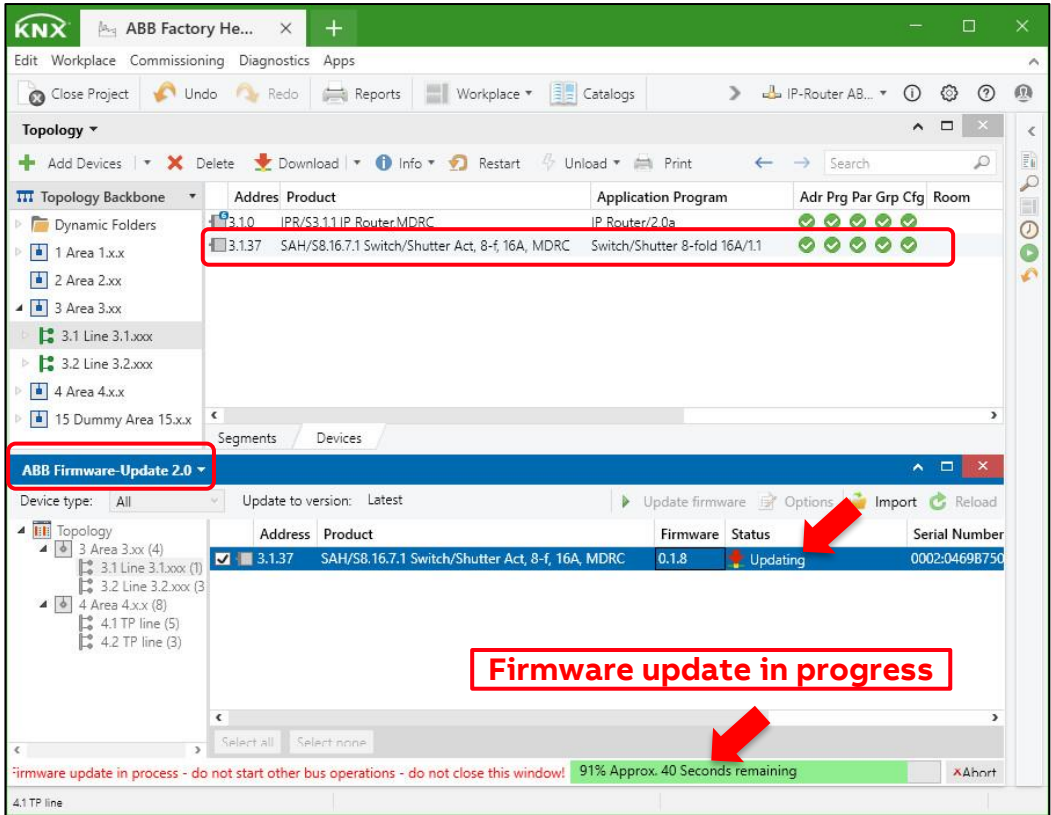 KNX ABB Factory He... ×  +
Edit Workplace Commissioning Diagnostics Apps
Close Project Undo Redo Reports Workplace Catalogs IP-Router AB...
Topology
Add Devices Delete Download Info Restart Unload Print Search
Topology Backbone Addres Product Application Program Adr Prg Par Grp Cfg Room
Dynamic Folders 3.1.0 IPR/S3.1.1 IP Router,MDRC IP Router/2.0a
1 Area 1.x.x 3.1.37 SAH/S8.16.7.1 Switch/Shutter Act, 8-f, 16A, MDRC Switch/Shutter 8-fold 16A/1.1
2 Area 2.xx
3 Area 3.xx
3.1 Line 3.1.xxx
3.2 Line 3.2.xxx
4 Area 4.x.x
15 Dummy Area 15.x.x
Segments Devices
ABB Firmware-Update 2.0
Device type: All Update to version: Latest Update firmware Options Import Reload
Topology Address Product Firmware Status Serial Number
3 Area 3.xx (4) 3.1.37 SAH/S8.16.7.1 Switch/Shutter Act, 8-f, 16A, MDRC 0.1.8 Updating 0002:0469B750
3.1 Line 3.1.xxx (1)
3.2 Line 3.2.xxx (3
4 Area 4.x.x (8)
4.1 TP line (5)
4.2 TP line (3)
Firmware update in progress
Select all Select none
Firmware update in process - do not start other bus operations - do not close this window! 91% Approx. 40 Seconds remaining Abort
4.1 TP line